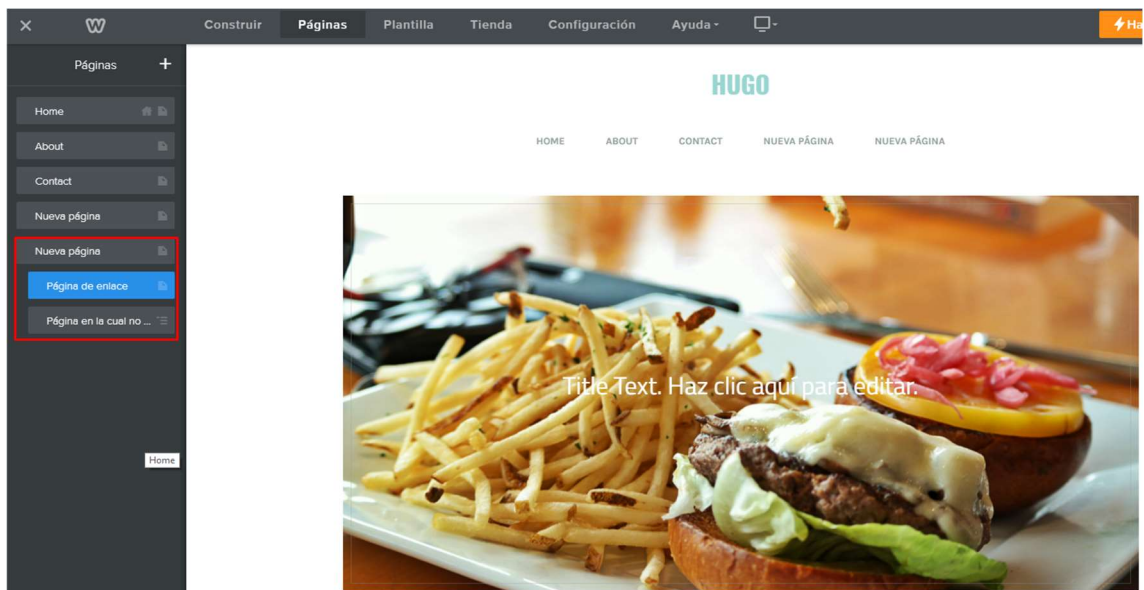 Construir Páginas Plantilla Tienda Configuración Ayuda Ha
Páginas +
Home
About
Contact
Nueva página
Nueva página
Página de enlace
Página en la cual no ...
Home
HUGO
HOME ABOUT CONTACT NUEVA PÁGINA NUEVA PÁGINA
Title Text. Haz clic aquí para editar.